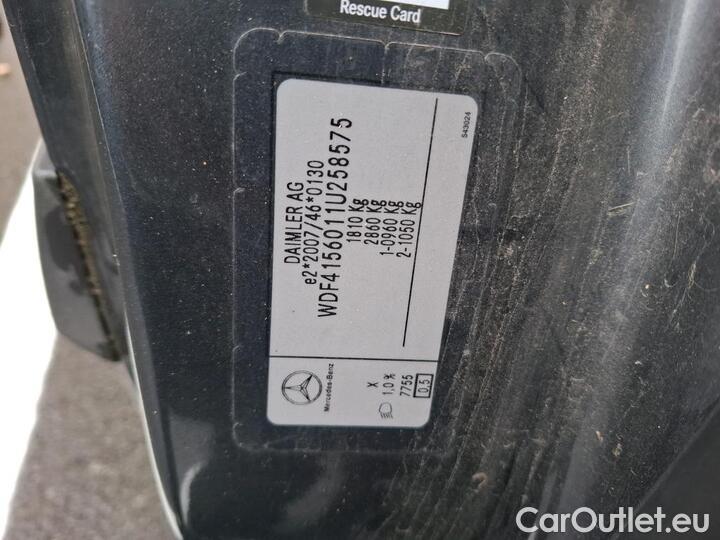 Rescue Card
DAIMLER AG
e2*2007/46*0130
WDF4156011U258575
1810 Kg
2860 Kg
1-0960 Kg
2-1050 Kg
543024
Mercedes-Benz
X
1,0 %
7755
0.5
CarOutlet.eu